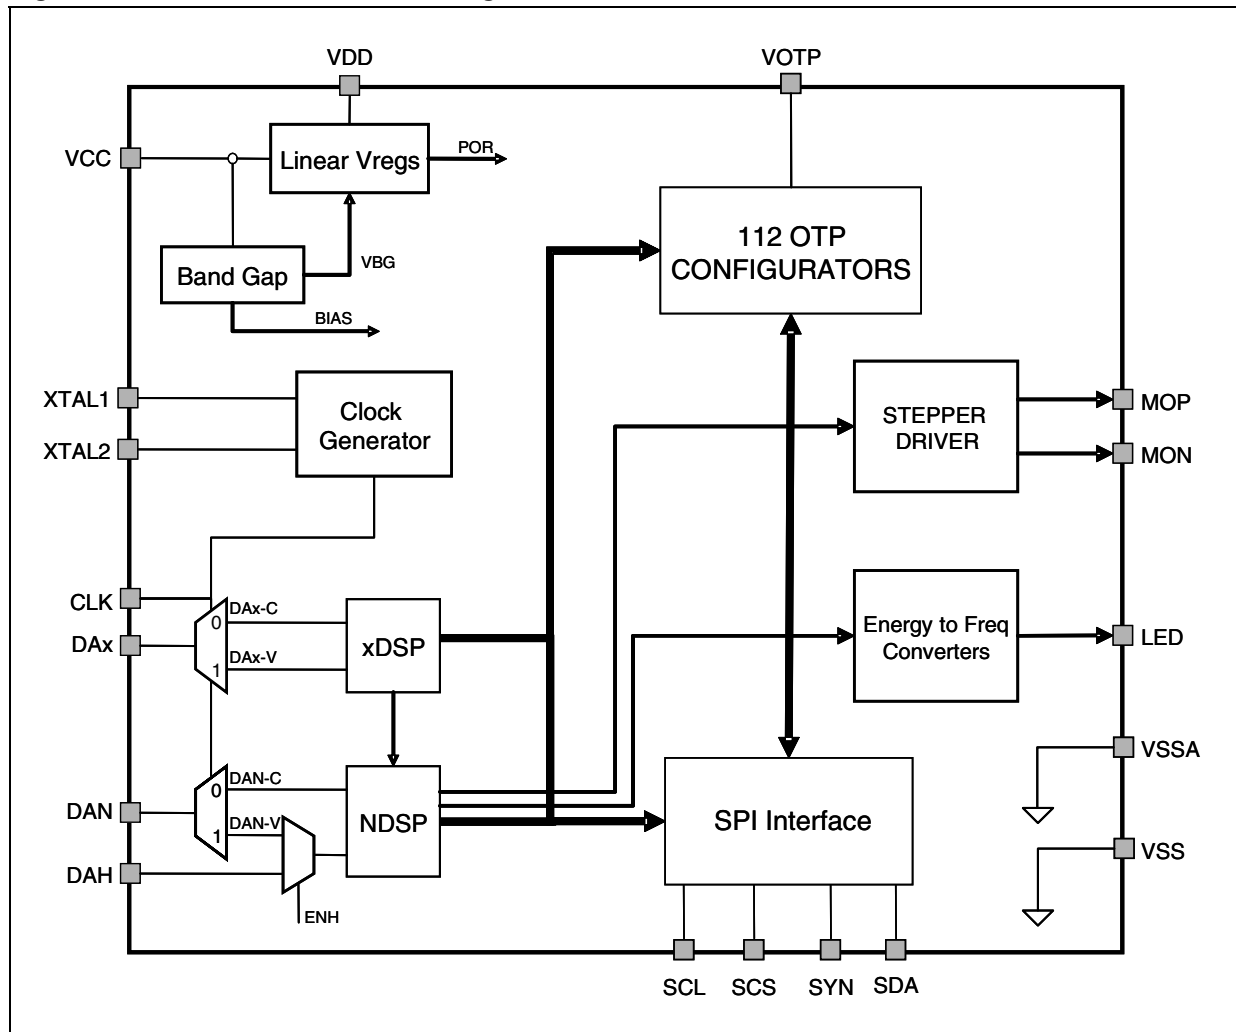 VDD
VOTP
VCC
Linear Vregs
POR
112 OTP
CONFIGURATORS
Band Gap
VBG
BIAS
XTAL1
XTAL2
Clock
Generator
STEPPER
DRIVER
MOP
MON
CLK
DAx
0
1
DAx-C
DAx-V
xDSP
Energy to Freq
Converters
LED
VSSA
DAN
DAH
0
1
DAN-C
DAN-V
NDSP
SPI Interface
VSS
ENH
SCL
SCS
SYN
SDA